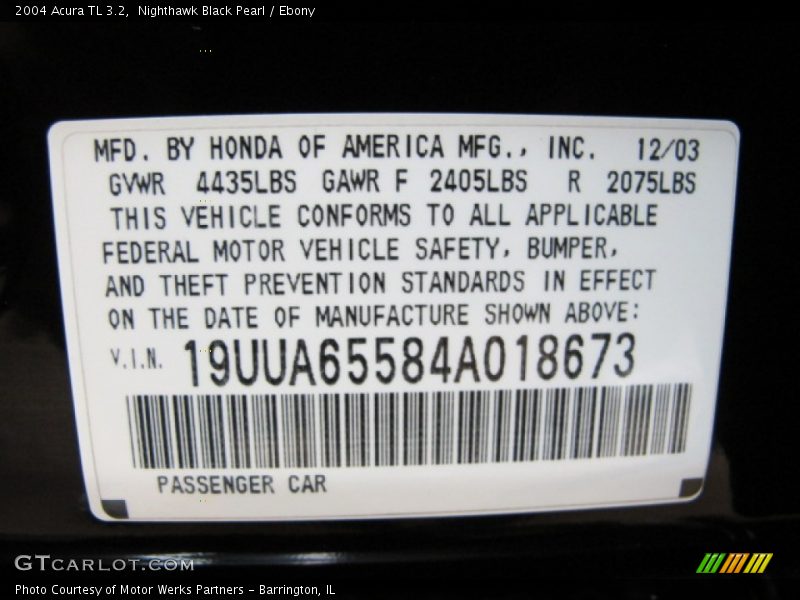 2004 Acura TL 3.2,  Nighthawk Black Pearl / Ebony
MFD. BY HONDA OF AMERICA MFG., INC. 12/03
GVWR 4435LBS GAWR F 2405LBS R 2075LBS
THIS VEHICLE CONFORMS TO ALL APPLICABLE
FEDERAL MOTOR VEHICLE SAFETY, BUMPER,
AND THEFT PREVENTION STANDARDS IN EFFECT
ON THE DATE OF MANUFACTURE SHOWN ABOVE:
V.I.N. 19UUA65584A018673
PASSENGER CAR
GTCARLOT.COM
Photo Courtesy of Motor Werks Partners - Barrington, IL